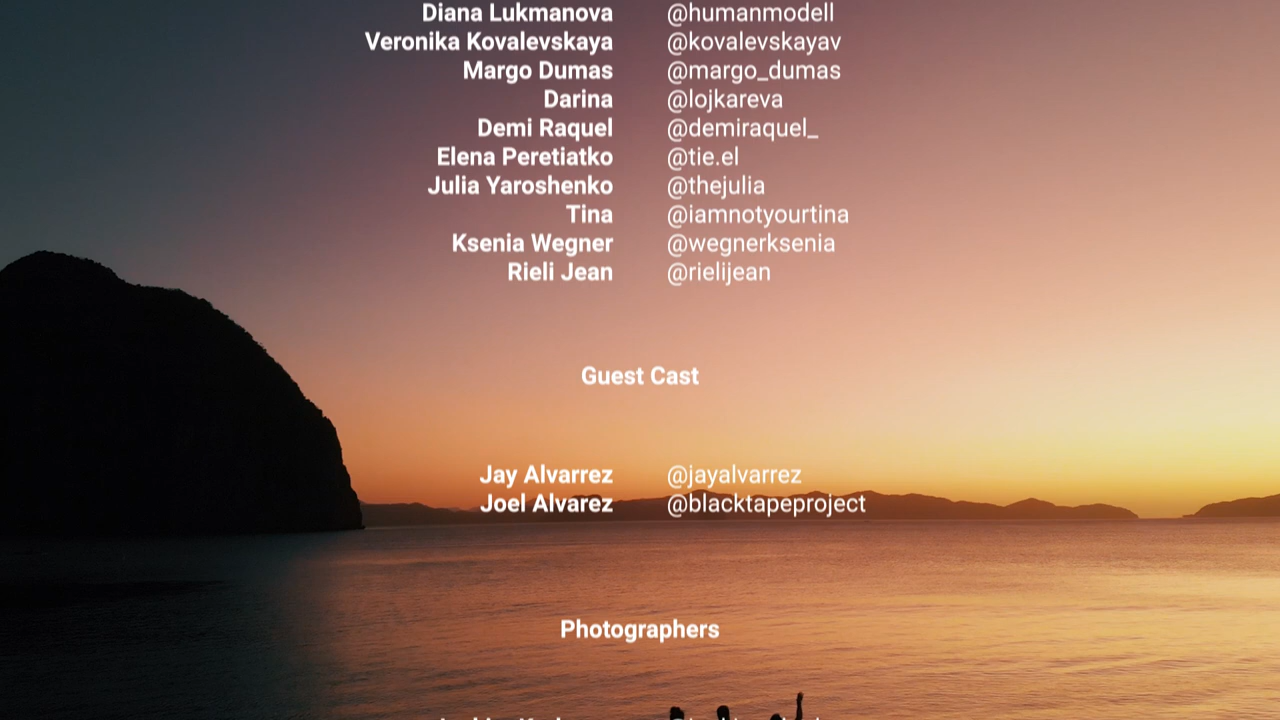 Diana Lukmanova @humanmodell
Veronika Kovalevskaya @kovalevskayav
Margo Dumas @margo_dumas
Darina @lojkareva
Demi Raquel @demiraquel_
Elena Peretiatko @tie.el
Julia Yaroshenko @thejulia
Tina @iamnotyourtina
Ksenia Wegner @wegnerksenia
Rieli Jean @rielijean
Guest Cast
Jay Alvarrez @jayalvarrez
Joel Alvarez @blacktapeproject
Photographers